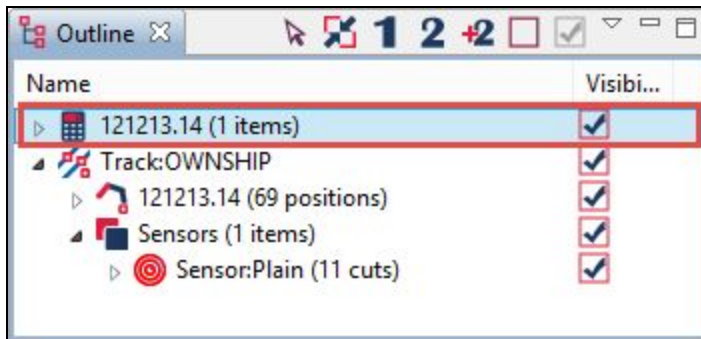 Outline
1 2 +2
Name Visibi...
121213.14 (1 items)
Track:OWNSHIP
121213.14 (69 positions)
Sensors (1 items)
Sensor:Plain (11 cuts)